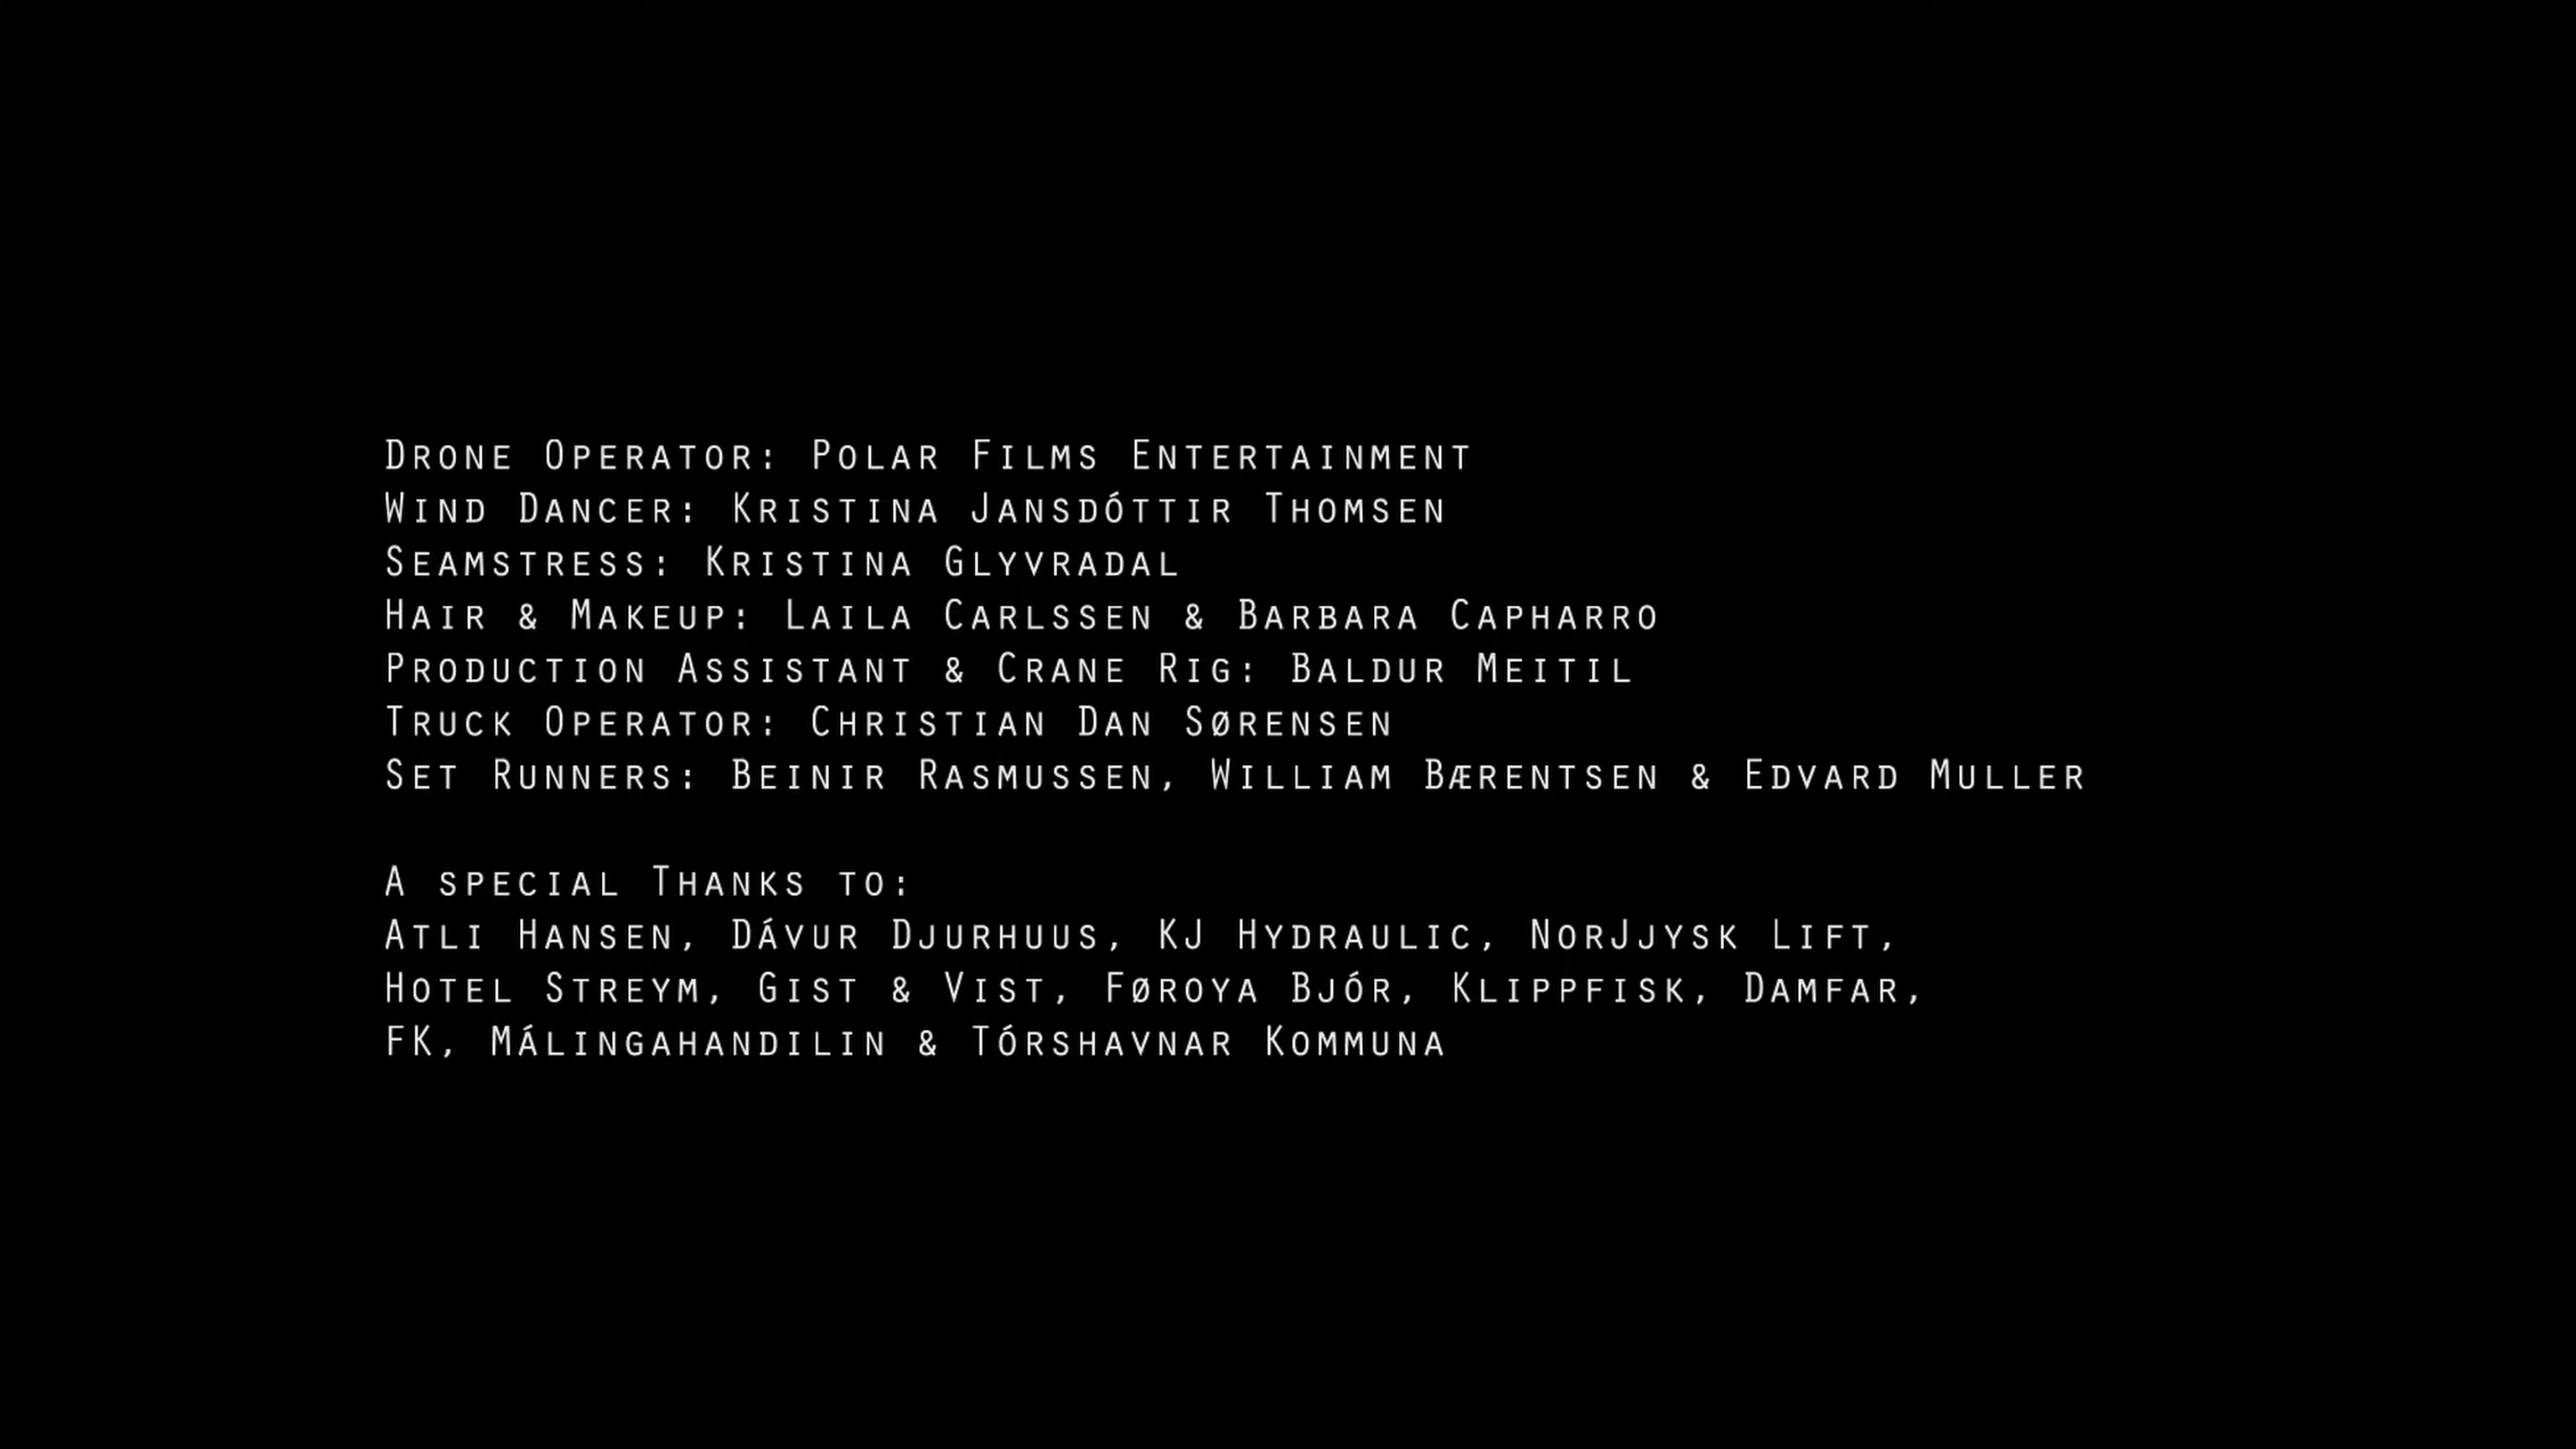 Drone Operator: Polar Films Entertainment
Wind Dancer: Kristina Jansdóttir Thomsen
Seamstress: Kristina Glyvradal
Hair & Makeup: Laila Carlssen & Barbara Capharro
Production Assistant & Crane Rig: Baldur Meitil
Truck Operator: Christian Dan Sørensen
Set Runners: Beinir Rasmussen, William Bærentsen & Edvard Muller
A special Thanks to:
Atli Hansen, Dávur Djurhuus, KJ Hydraulic, NorJjysk Lift,
Hotel Streym, Gist & Vist, Føroya Bjór, Klippfisk, Damfar,
FK, Málingahandilin & Tórshavnar Kommuna